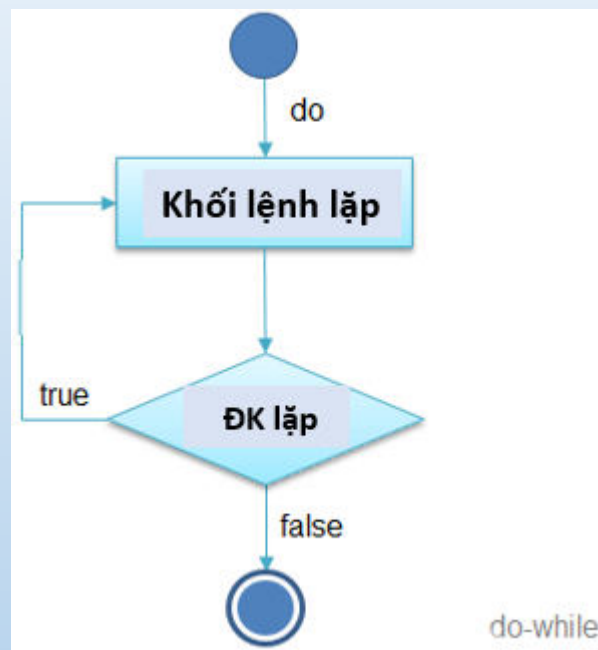 do
Khối lệnh lặp
true
ĐK lặp
false
do-while